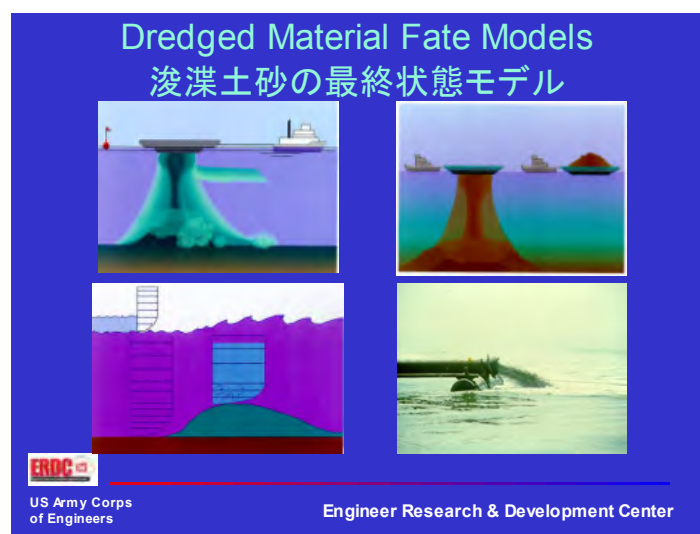 Dredged Material Fate Models
浚渫土砂の最終状態モデル
ERDC
US Army Corps
of Engineers
Engineer Research & Development Center